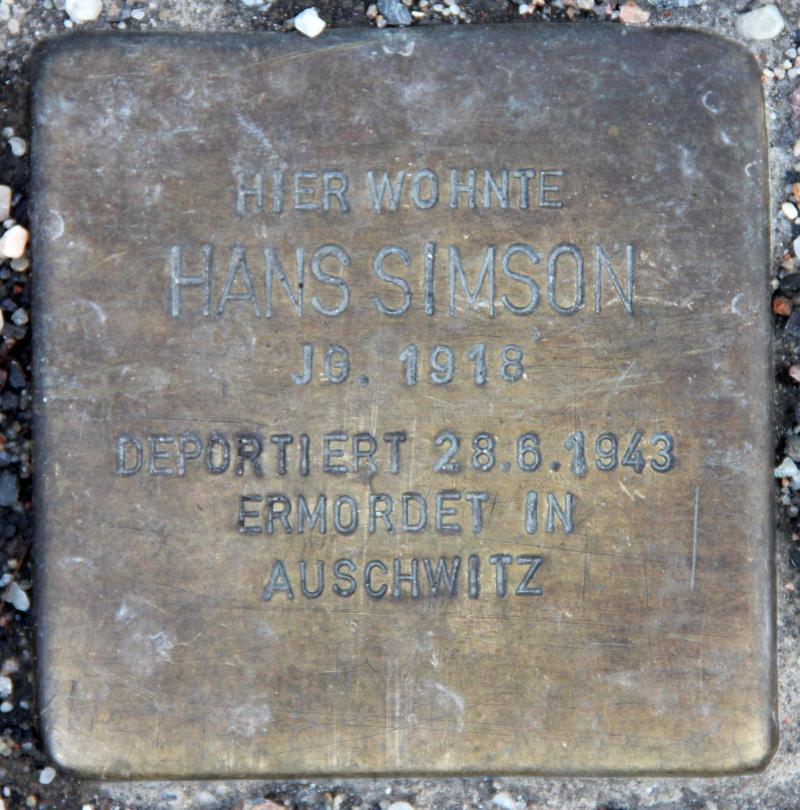 HIER WOHNTE
HANS SIMSON
JG. 1918
DEPORTIERT 28.6.1943
ERMORDET IN
AUSCHWITZ